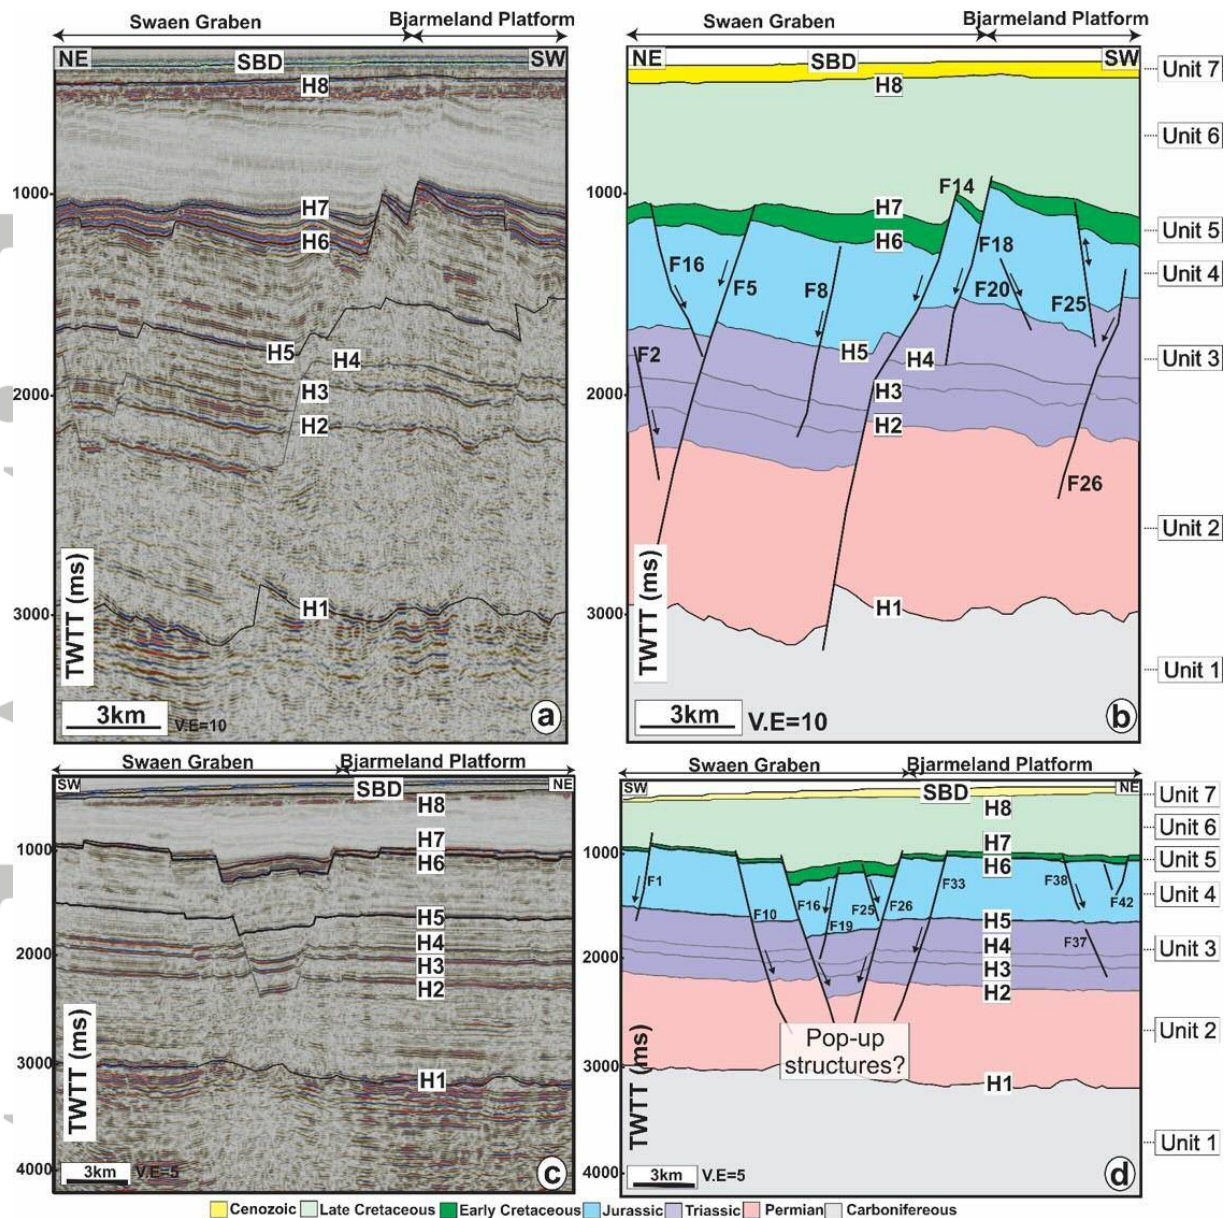 Swaen Graben Bjarmeland Platform
NE SBD SW
H8
1000
H7
H6
H5
H4
H3
2000
H2
H1
3000
TWTT (ms)
3km
V.E=10
a
Swaen Graben Bjarmeland Platform
NE SBD SW
H8
1000
F14
H7
H6
F18
F16
F5
F8
F20
F25
F2
H5
H4
H3
2000
H2
F26
H1
3000
TWTT (ms)
3km
V.E=10
b
Unit 7
Unit 6
Unit 5
Unit 4
Unit 3
Unit 2
Unit 1
Swaen Graben Bjarmeland Platform
SW SBD NE
H8
H7
1000
H6
H5
H4
2000
H3
H2
3000
H1
TWTT (ms)
4000
3km
V.E=5
c
Swaen Graben Bjarmeland Platform
SW SBD NE
H8
H7
1000
H6
F1
F10
F16
F19
F25
F26
F33
F38
F42
H5
F37
H4
2000
H3
H2
Pop-up
structures?
3000
H1
TWTT (ms)
4000
3km
V.E=5
d
Unit 7
Unit 6
Unit 5
Unit 4
Unit 3
Unit 2
Unit 1
Cenozoic Late Cretaceous Early Cretaceous Jurassic Triassic Permian Carbonifereous